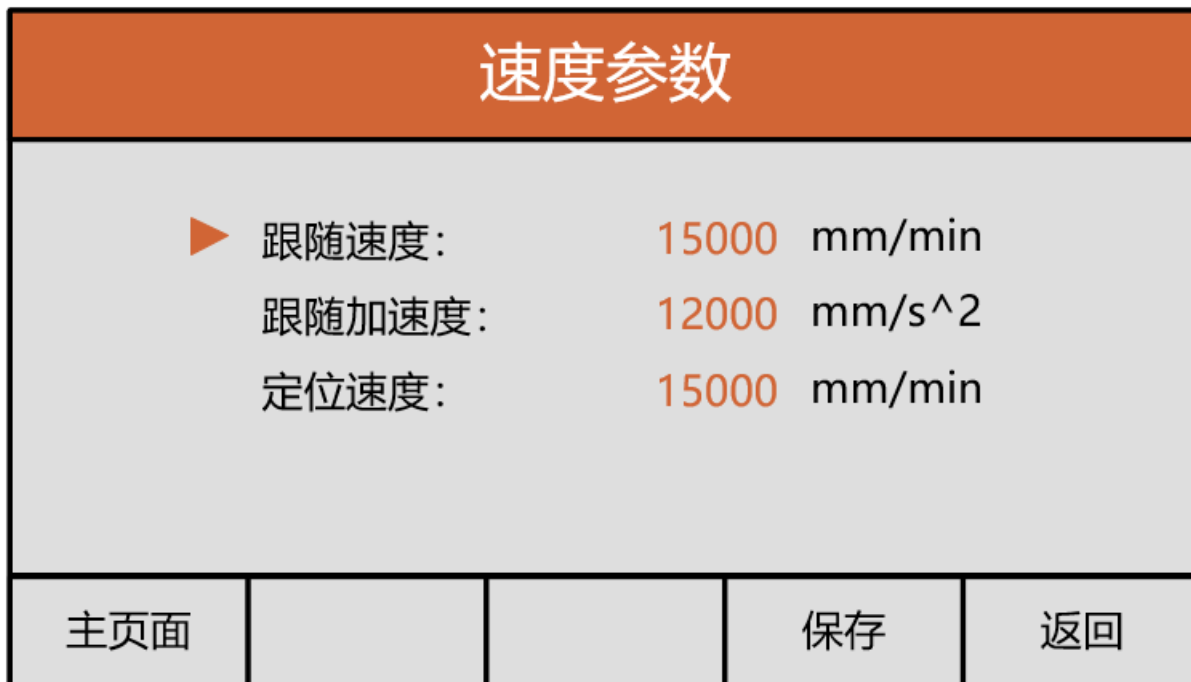 速度参数
跟随速度： 15000 mm/min
跟随加速度： 12000 mm/s^2
定位速度： 15000 mm/min
主页面 保存 返回